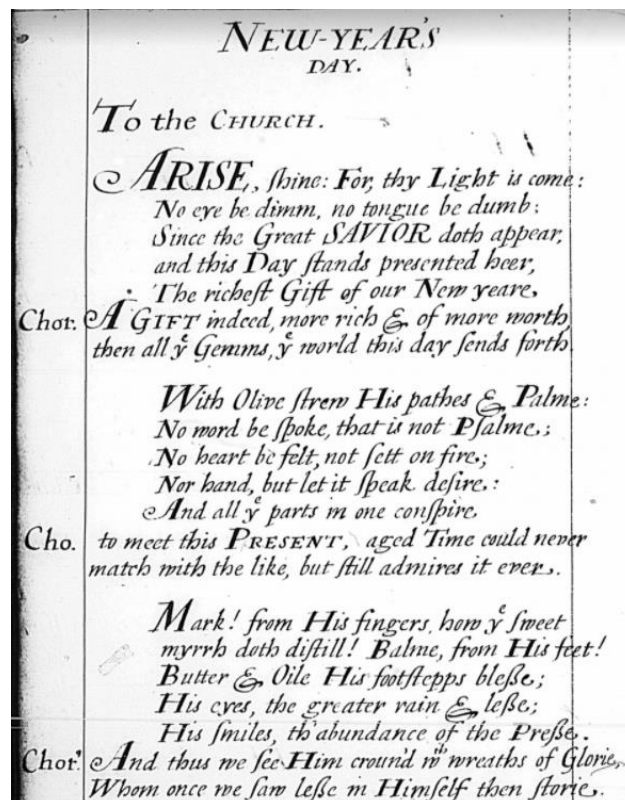 NEW-YEAR'S
DAY.
To the CHURCH.
ARISE, ſhine: For, thy Light is come:
No eye be dimm, no tongue be dumb:
Since the Great SAVIOR doth appear,
and this Day ſtands presented heer,
The richeſt Gift of our New yeare.
Chor. A GIFT indeed, more rich & of more worth,
then all yͤ Gemms, yͤ world this day ſends forth.
With Olive ſtrew His pathes & Palme:
No word be ſpoke, that is not Pſalme;
No heart be felt, not ſett on fire;
Nor hand, but let it ſpeak deſire:
And all yͤ parts in one conſpire
Cho. to meet this PRESENT, aged Time could never
match with the like, but ſtill admires it ever.
Mark! from His fingers, how yͤ ſweet
myrrh doth diſtill! Balme, from His feet!
Butter & Oile His footſtepps bleße;
His eyes, the greater rain & leße;
His ſmiles, th'abundance of the Preße.
Chor. And thus we ſee Him croun'd wͭͪ wreaths of Glorie,
Whom once we ſaw leße in Himſelf then ſtorie.